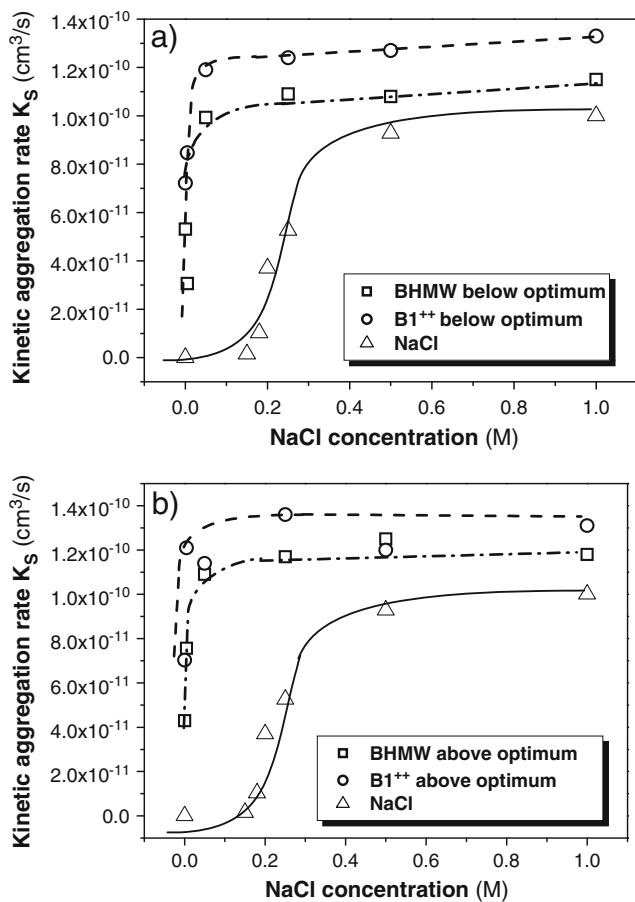 a)
Kinetic aggregation rate K_S (cm³/s)
1.4x10⁻¹⁰
1.2x10⁻¹⁰
1.0x10⁻¹⁰
8.0x10⁻¹¹
6.0x10⁻¹¹
4.0x10⁻¹¹
2.0x10⁻¹¹
0.0
BHMW below optimum
B1⁺⁺ below optimum
NaCl
0.0 0.2 0.4 0.6 0.8 1.0
NaCl concentration (M)
b)
Kinetic aggregation rate K_S (cm³/s)
1.4x10⁻¹⁰
1.2x10⁻¹⁰
1.0x10⁻¹⁰
8.0x10⁻¹¹
6.0x10⁻¹¹
4.0x10⁻¹¹
2.0x10⁻¹¹
0.0
BHMW above optimum
B1⁺⁺ above optimum
NaCl
0.0 0.2 0.4 0.6 0.8 1.0
NaCl concentration (M)